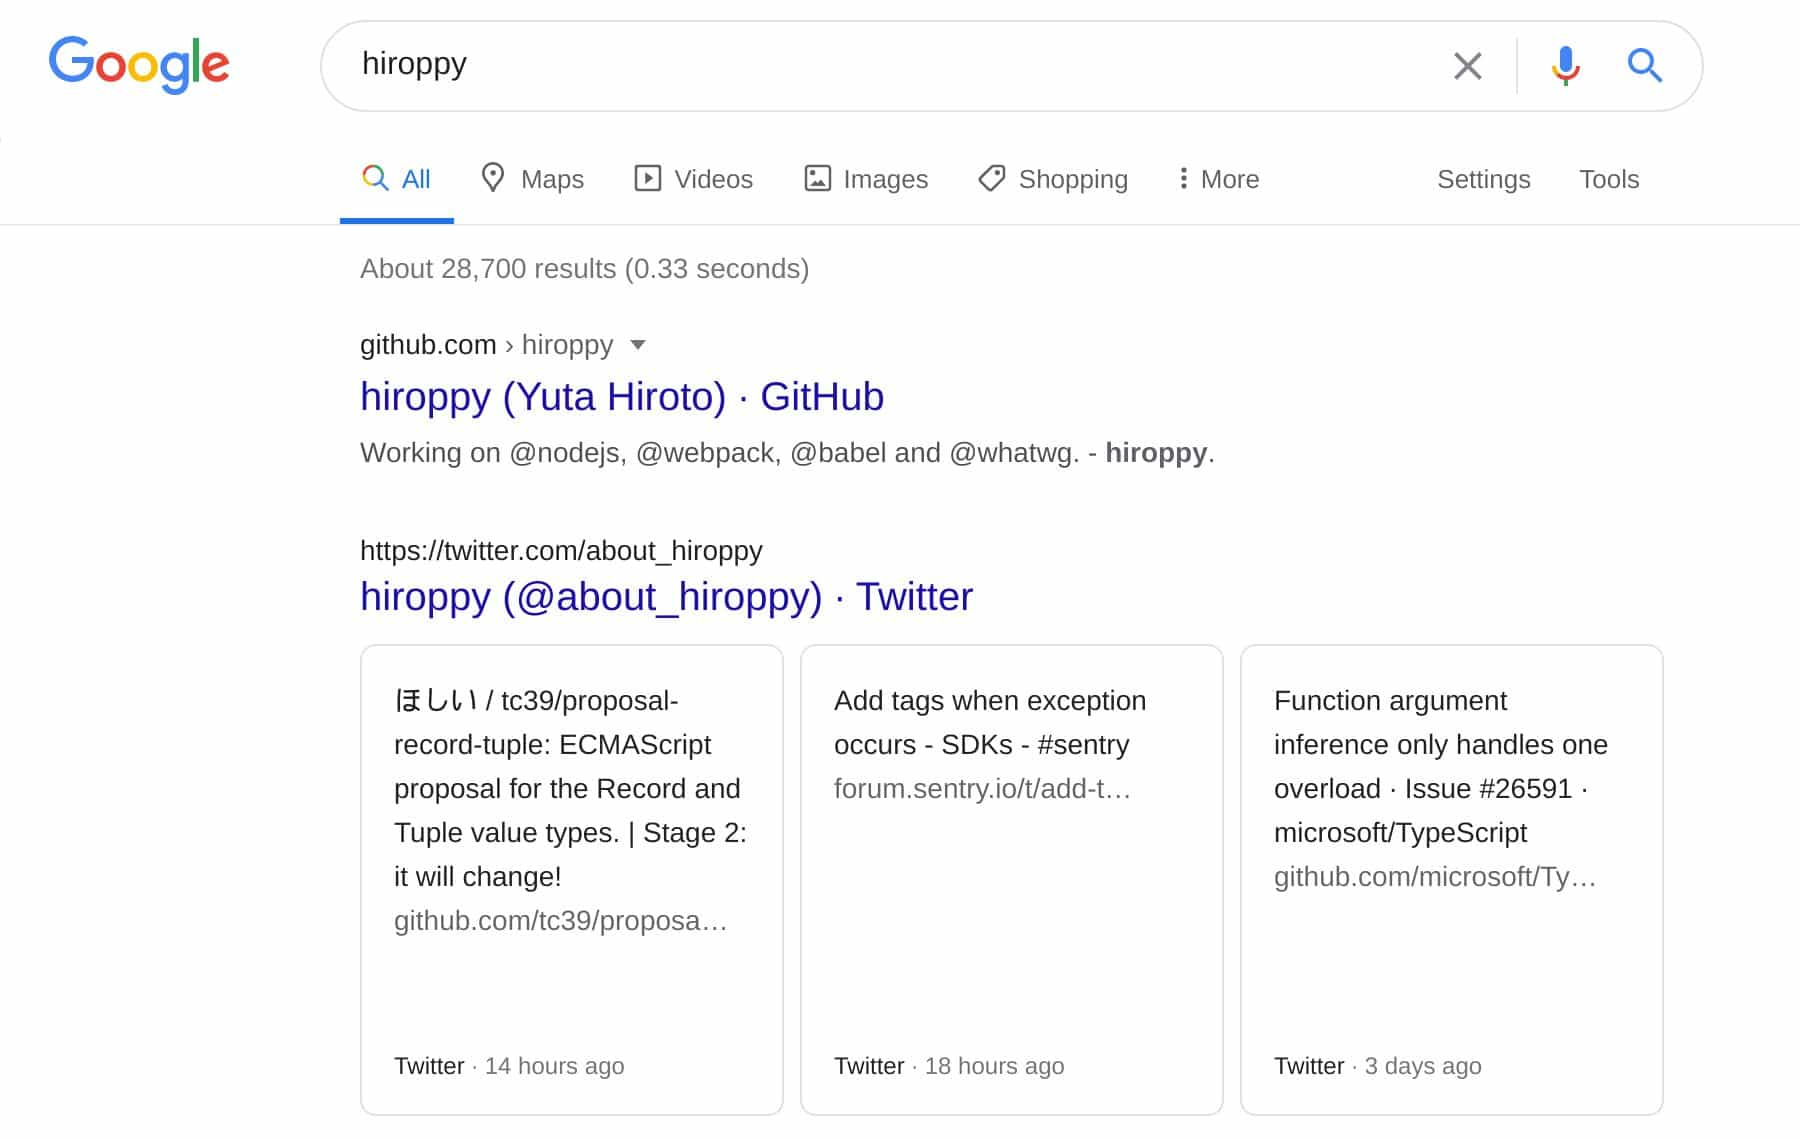 Google
hiroppy
All
Maps
Videos
Images
Shopping
More
Settings
Tools
About 28,700 results (0.33 seconds)
github.com › hiroppy
hiroppy (Yuta Hiroto) · GitHub
Working on @nodejs, @webpack, @babel and @whatwg. - hiroppy.
https://twitter.com/about_hiroppy
hiroppy (@about_hiroppy) · Twitter
ほしい / tc39/proposal-
record-tuple: ECMAScript
proposal for the Record and
Tuple value types. | Stage 2:
it will change!
github.com/tc39/proposa…
Twitter · 14 hours ago
Add tags when exception
occurs - SDKs - #sentry
forum.sentry.io/t/add-t…
Twitter · 18 hours ago
Function argument
inference only handles one
overload · Issue #26591 ·
microsoft/TypeScript
github.com/microsoft/Ty…
Twitter · 3 days ago